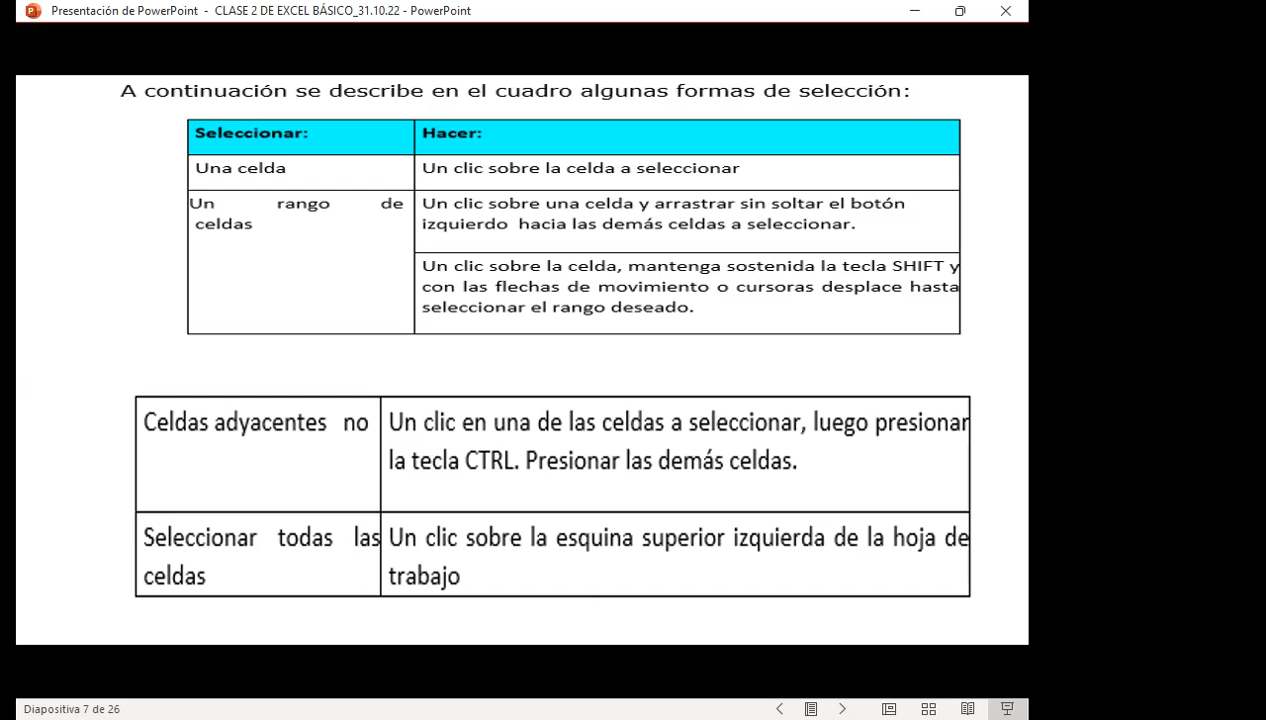 Presentación de PowerPoint - CLASE 2 DE EXCEL BÁSICO_31.10.22 - PowerPoint
A continuación se describe en el cuadro algunas formas de selección:
Seleccionar: Hacer:
Una celda Un clic sobre la celda a seleccionar
Un rango de
celdas
Un clic sobre una celda y arrastrar sin soltar el botón
izquierdo hacia las demás celdas a seleccionar.
Un clic sobre la celda, mantenga sostenida la tecla SHIFT y
con las flechas de movimiento o cursoras desplace hasta
seleccionar el rango deseado.
Celdas adyacentes no
Un clic en una de las celdas a seleccionar, luego presionar
la tecla CTRL. Presionar las demás celdas.
Seleccionar todas las
celdas
Un clic sobre la esquina superior izquierda de la hoja de
trabajo
Diapositiva 7 de 26